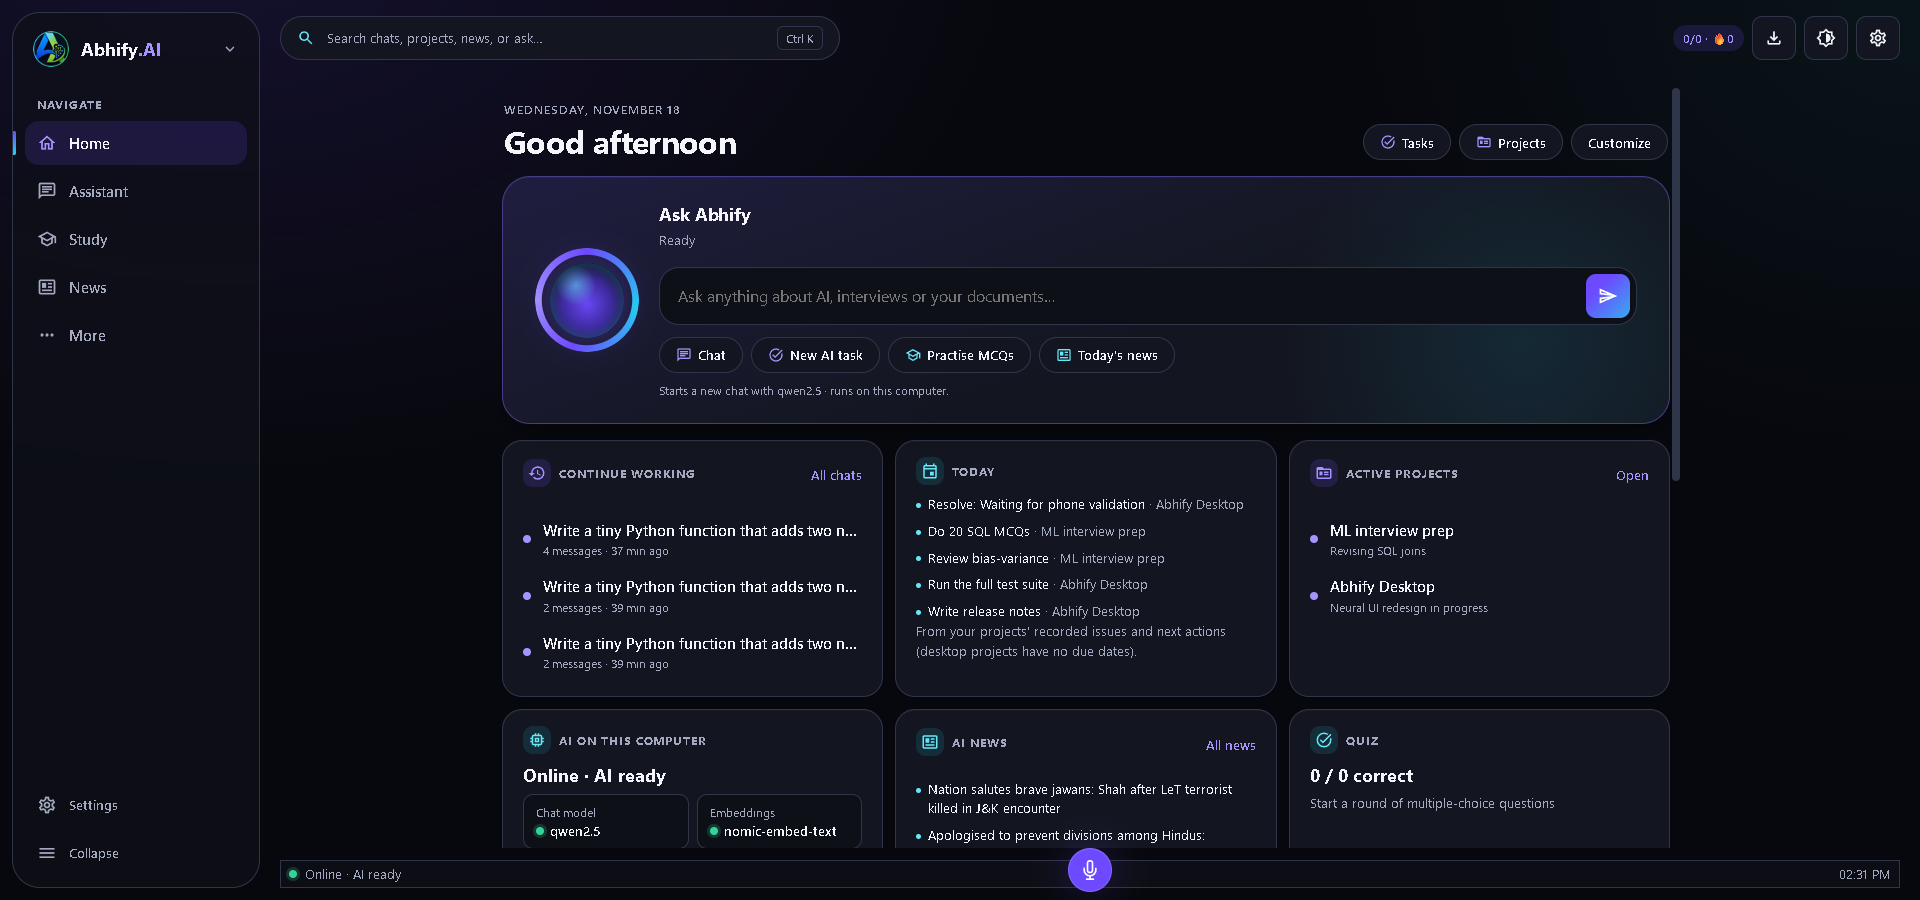 Abhify.AI
Search chats, projects, news, or ask...
Ctrl K
0/0 · 🔥0
NAVIGATE
Home
Assistant
Study
News
More
Settings
Collapse
WEDNESDAY, NOVEMBER 18
Good afternoon
Tasks
Projects
Customize
Ask Abhify
Ready
Ask anything about AI, interviews or your documents...
Chat
New AI task
Practise MCQs
Today's news
Starts a new chat with qwen2.5 · runs on this computer.
CONTINUE WORKING
All chats
Write a tiny Python function that adds two n...
4 messages · 37 min ago
Write a tiny Python function that adds two n...
2 messages · 39 min ago
Write a tiny Python function that adds two n...
2 messages · 39 min ago
TODAY
Resolve: Waiting for phone validation · Abhify Desktop
Do 20 SQL MCQs · ML interview prep
Review bias-variance · ML interview prep
Run the full test suite · Abhify Desktop
Write release notes · Abhify Desktop
From your projects' recorded issues and next actions
(desktop projects have no due dates).
ACTIVE PROJECTS
Open
ML interview prep
Revising SQL joins
Abhify Desktop
Neural UI redesign in progress
AI ON THIS COMPUTER
Online · AI ready
Chat model
qwen2.5
Embeddings
nomic-embed-text
AI NEWS
All news
Nation salutes brave jawans: Shah after LeT terrorist
killed in J&K encounter
Apologised to prevent divisions among Hindus:
QUIZ
0 / 0 correct
Start a round of multiple-choice questions
Online · AI ready
02:31 PM